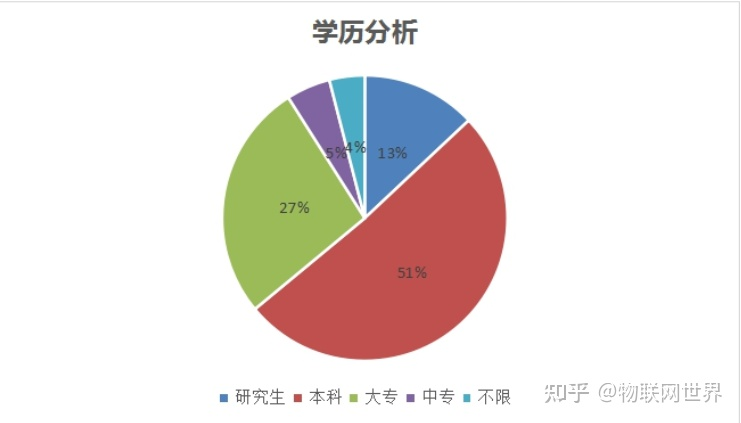 学历分析
4%
5%
13%
27%
51%
研究生 本科 大专 中专 不限
知乎 @物联网世界